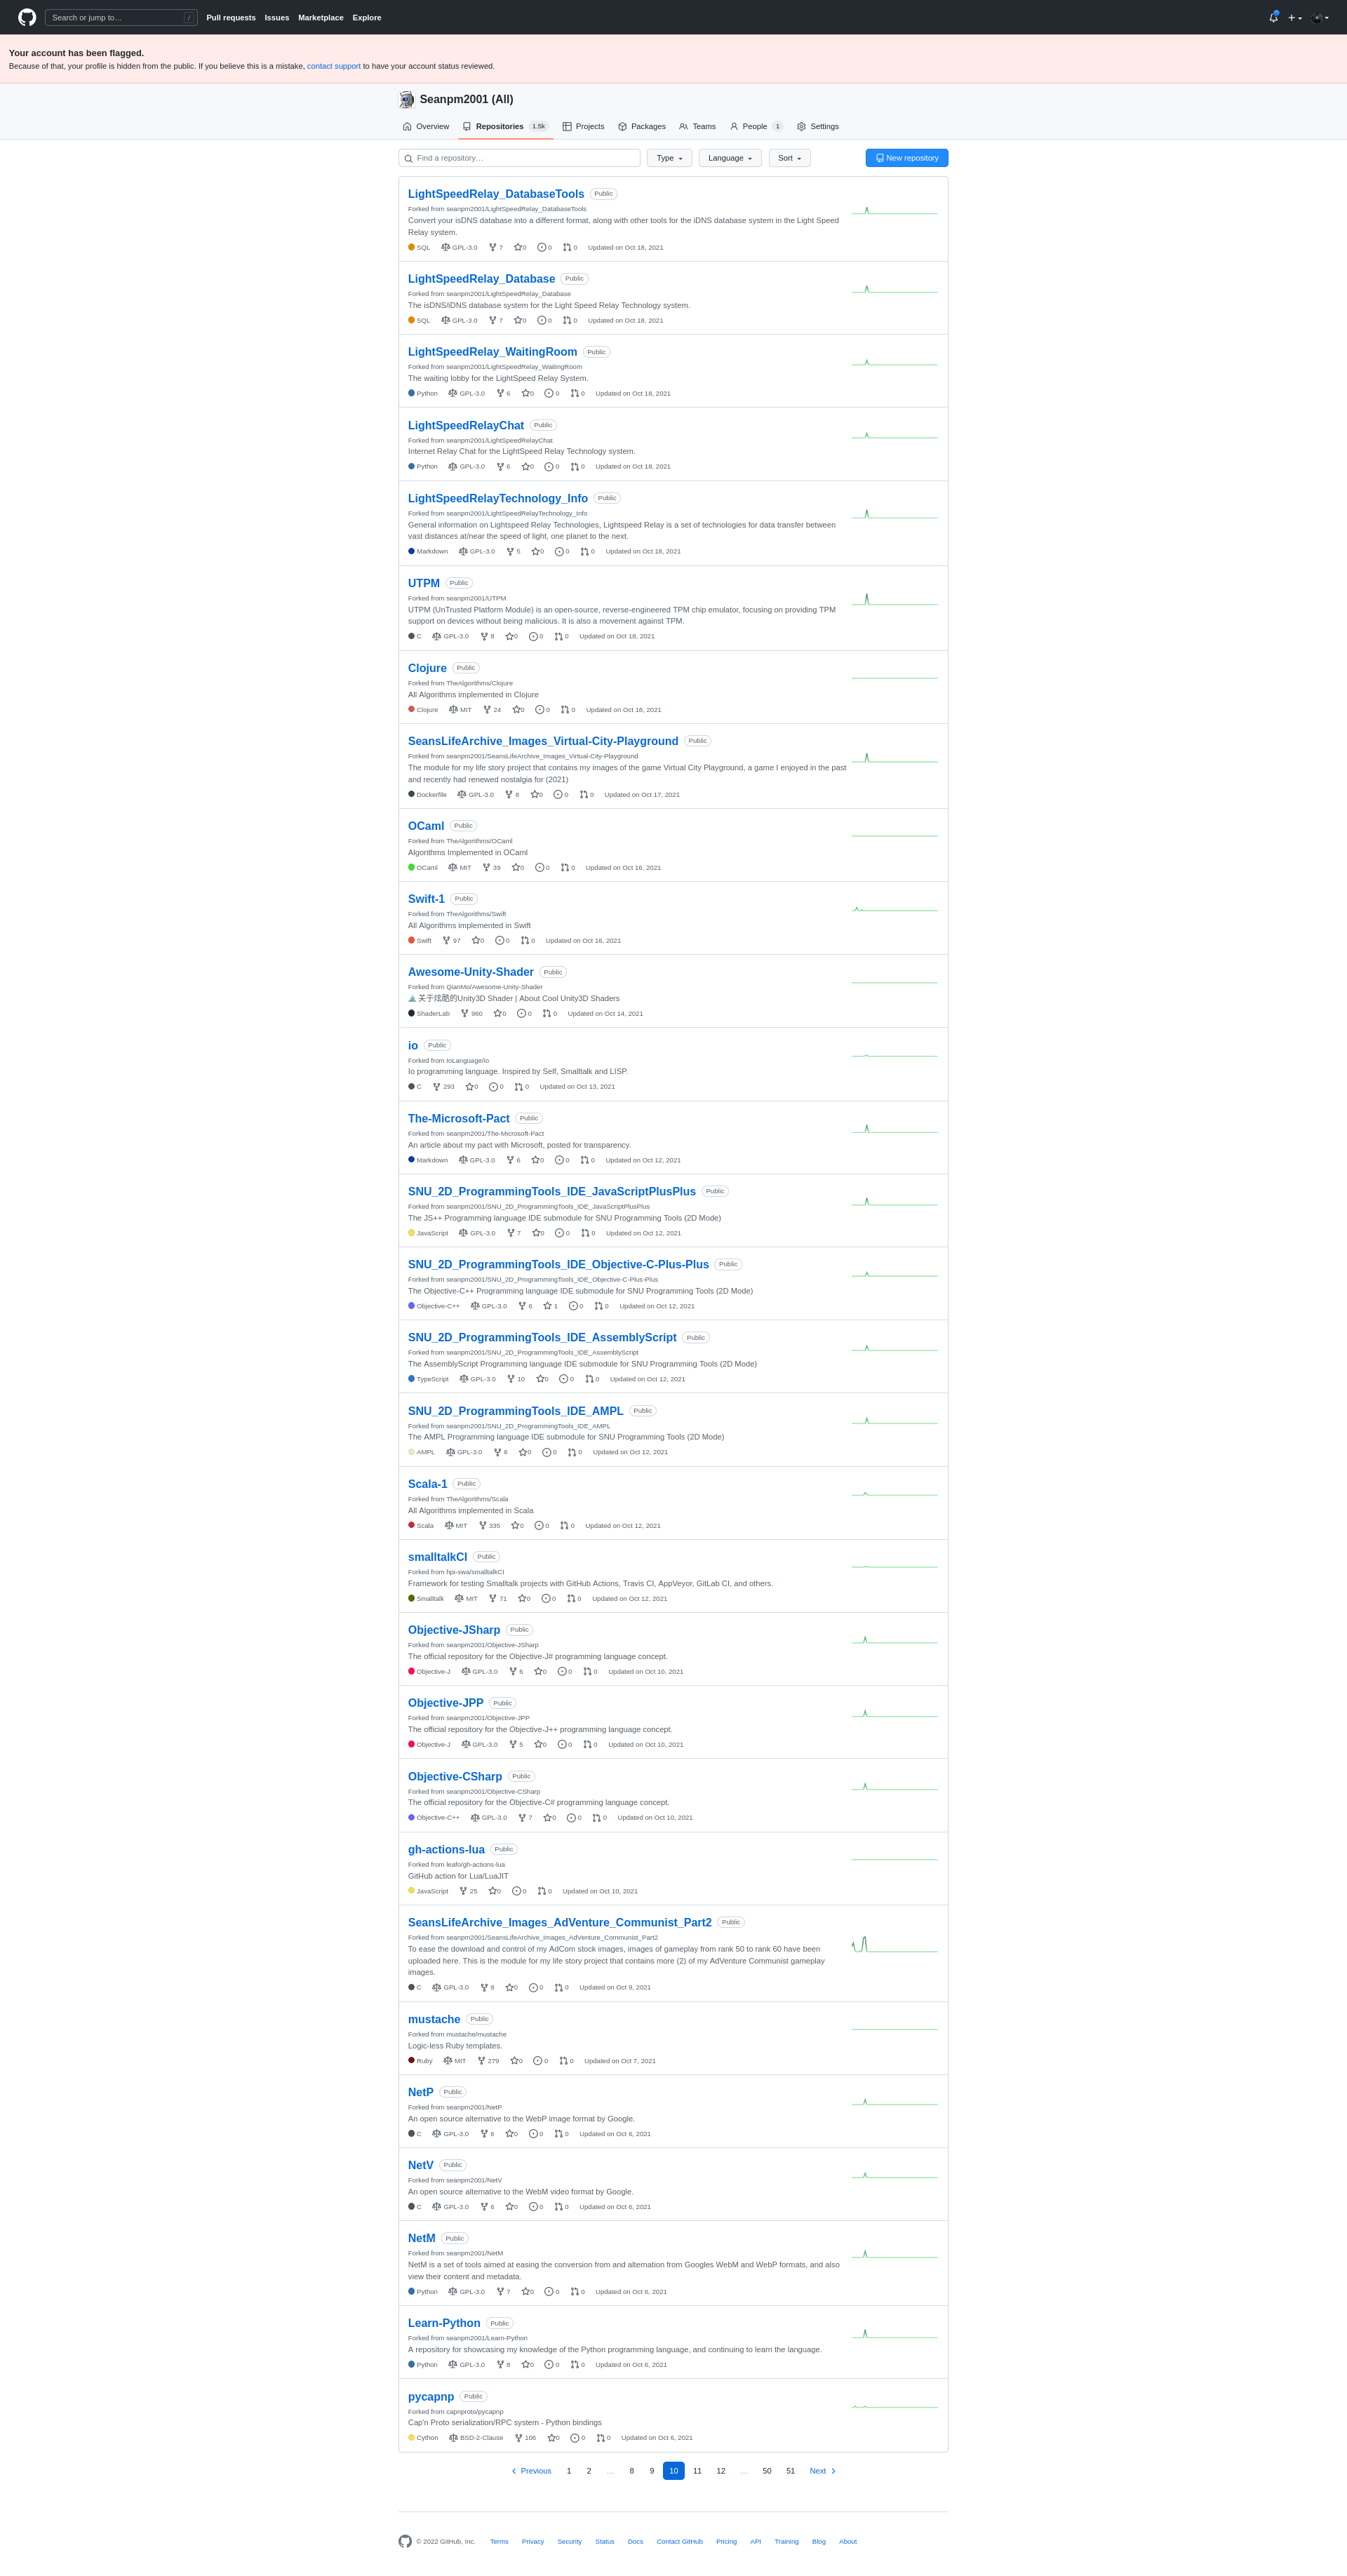 Search or jump to… /
Pull requests Issues Marketplace Explore
Your account has been flagged.
Because of that, your profile is hidden from the public. If you believe this is a mistake, contact support to have your account status reviewed.
Seanpm2001 (All)
Overview Repositories 1.5k Projects Packages Teams People 1 Settings
Find a repository… Type Language Sort New repository
LightSpeedRelay_DatabaseTools Public
Forked from seanpm2001/LightSpeedRelay_DatabaseTools
Convert your isDNS database into a different format, along with other tools for the iDNS database system in the Light Speed
Relay system.
SQL GPL-3.0 7 0 0 0 Updated on Oct 18, 2021
LightSpeedRelay_Database Public
Forked from seanpm2001/LightSpeedRelay_Database
The isDNS/iDNS database system for the Light Speed Relay Technology system.
SQL GPL-3.0 7 0 0 0 Updated on Oct 18, 2021
LightSpeedRelay_WaitingRoom Public
Forked from seanpm2001/LightSpeedRelay_WaitingRoom
The waiting lobby for the LightSpeed Relay System.
Python GPL-3.0 6 0 0 0 Updated on Oct 18, 2021
LightSpeedRelayChat Public
Forked from seanpm2001/LightSpeedRelayChat
Internet Relay Chat for the LightSpeed Relay Technology system.
Python GPL-3.0 6 0 0 0 Updated on Oct 18, 2021
LightSpeedRelayTechnology_Info Public
Forked from seanpm2001/LightSpeedRelayTechnology_Info
General information on Lightspeed Relay Technologies, Lightspeed Relay is a set of technologies for data transfer between
vast distances at/near the speed of light, one planet to the next.
Markdown GPL-3.0 5 0 0 0 Updated on Oct 18, 2021
UTPM Public
Forked from seanpm2001/UTPM
UTPM (UnTrusted Platform Module) is an open-source, reverse-engineered TPM chip emulator, focusing on providing TPM
support on devices without being malicious. It is also a movement against TPM.
C GPL-3.0 8 0 0 0 Updated on Oct 18, 2021
Clojure Public
Forked from TheAlgorithms/Clojure
All Algorithms implemented in Clojure
Clojure MIT 24 0 0 0 Updated on Oct 18, 2021
SeansLifeArchive_Images_Virtual-City-Playground Public
Forked from seanpm2001/SeansLifeArchive_Images_Virtual-City-Playground
The module for my life story project that contains my images of the game Virtual City Playground, a game I enjoyed in the past
and recently had renewed nostalgia for (2021)
Dockerfile GPL-3.0 8 0 0 0 Updated on Oct 17, 2021
OCaml Public
Forked from TheAlgorithms/OCaml
Algorithms Implemented in OCaml
OCaml MIT 39 0 0 0 Updated on Oct 16, 2021
Swift-1 Public
Forked from TheAlgorithms/Swift
All Algorithms implemented in Swift
Swift 97 0 0 0 Updated on Oct 16, 2021
Awesome-Unity-Shader Public
Forked from QianMo/Awesome-Unity-Shader
关于炫酷的Unity3D Shader | About Cool Unity3D Shaders
ShaderLab 960 0 0 0 Updated on Oct 14, 2021
io Public
Forked from IoLanguage/io
Io programming language. Inspired by Self, Smalltalk and LISP.
C 293 0 0 0 Updated on Oct 13, 2021
The-Microsoft-Pact Public
Forked from seanpm2001/The-Microsoft-Pact
An article about my pact with Microsoft, posted for transparency.
Markdown GPL-3.0 6 0 0 0 Updated on Oct 12, 2021
SNU_2D_ProgrammingTools_IDE_JavaScriptPlusPlus Public
Forked from seanpm2001/SNU_2D_ProgrammingTools_IDE_JavaScriptPlusPlus
The JS++ Programming language IDE submodule for SNU Programming Tools (2D Mode)
JavaScript GPL-3.0 7 0 0 0 Updated on Oct 12, 2021
SNU_2D_ProgrammingTools_IDE_Objective-C-Plus-Plus Public
Forked from seanpm2001/SNU_2D_ProgrammingTools_IDE_Objective-C-Plus-Plus
The Objective-C++ Programming language IDE submodule for SNU Programming Tools (2D Mode)
Objective-C++ GPL-3.0 6 1 0 0 Updated on Oct 12, 2021
SNU_2D_ProgrammingTools_IDE_AssemblyScript Public
Forked from seanpm2001/SNU_2D_ProgrammingTools_IDE_AssemblyScript
The AssemblyScript Programming language IDE submodule for SNU Programming Tools (2D Mode)
TypeScript GPL-3.0 10 0 0 0 Updated on Oct 12, 2021
SNU_2D_ProgrammingTools_IDE_AMPL Public
Forked from seanpm2001/SNU_2D_ProgrammingTools_IDE_AMPL
The AMPL Programming language IDE submodule for SNU Programming Tools (2D Mode)
AMPL GPL-3.0 6 0 0 0 Updated on Oct 12, 2021
Scala-1 Public
Forked from TheAlgorithms/Scala
All Algorithms implemented in Scala
Scala MIT 335 0 0 0 Updated on Oct 12, 2021
smalltalkCI Public
Forked from hpi-swa/smalltalkCI
Framework for testing Smalltalk projects with GitHub Actions, Travis CI, AppVeyor, GitLab CI, and others.
Smalltalk MIT 71 0 0 0 Updated on Oct 12, 2021
Objective-JSharp Public
Forked from seanpm2001/Objective-JSharp
The official repository for the Objective-J# programming language concept.
Objective-J GPL-3.0 6 0 0 0 Updated on Oct 10, 2021
Objective-JPP Public
Forked from seanpm2001/Objective-JPP
The official repository for the Objective-J++ programming language concept.
Objective-J GPL-3.0 5 0 0 0 Updated on Oct 10, 2021
Objective-CSharp Public
Forked from seanpm2001/Objective-CSharp
The official repository for the Objective-C# programming language concept.
Objective-C++ GPL-3.0 7 0 0 0 Updated on Oct 10, 2021
gh-actions-lua Public
Forked from leafo/gh-actions-lua
GitHub action for Lua/LuaJIT
JavaScript 25 0 0 0 Updated on Oct 10, 2021
SeansLifeArchive_Images_AdVenture_Communist_Part2 Public
Forked from seanpm2001/SeansLifeArchive_Images_AdVenture_Communist_Part2
To ease the download and control of my AdCom stock images, images of gameplay from rank 50 to rank 60 have been
uploaded here. This is the module for my life story project that contains more (2) of my AdVenture Communist gameplay
images.
C GPL-3.0 8 0 0 0 Updated on Oct 9, 2021
mustache Public
Forked from mustache/mustache
Logic-less Ruby templates.
Ruby MIT 279 0 0 0 Updated on Oct 7, 2021
NetP Public
Forked from seanpm2001/NetP
An open source alternative to the WebP image format by Google.
C GPL-3.0 6 0 0 0 Updated on Oct 6, 2021
NetV Public
Forked from seanpm2001/NetV
An open source alternative to the WebM video format by Google.
C GPL-3.0 6 0 0 0 Updated on Oct 6, 2021
NetM Public
Forked from seanpm2001/NetM
NetM is a set of tools aimed at easing the conversion from and alternation from Googles WebM and WebP formats, and also
view their content and metadata.
Python GPL-3.0 7 0 0 0 Updated on Oct 6, 2021
Learn-Python Public
Forked from seanpm2001/Learn-Python
A repository for showcasing my knowledge of the Python programming language, and continuing to learn the language.
Python GPL-3.0 8 0 0 0 Updated on Oct 6, 2021
pycapnp Public
Forked from capnproto/pycapnp
Cap'n Proto serialization/RPC system - Python bindings
Cython BSD-2-Clause 106 0 0 0 Updated on Oct 6, 2021
Previous 1 2 … 8 9 10 11 12 … 50 51 Next
© 2022 GitHub, Inc. Terms Privacy Security Status Docs Contact GitHub Pricing API Training Blog About